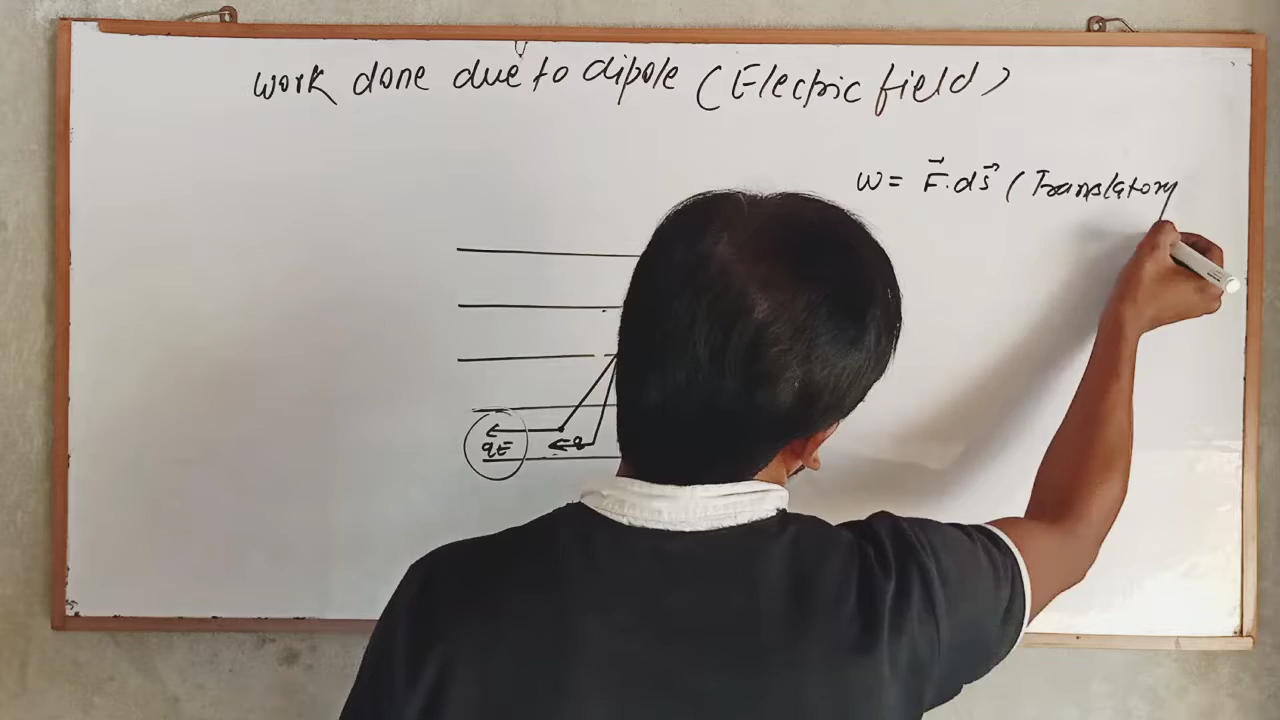 work done due to dipole (Electric field)
W = F⃗.ds⃗ (Translatory
qE